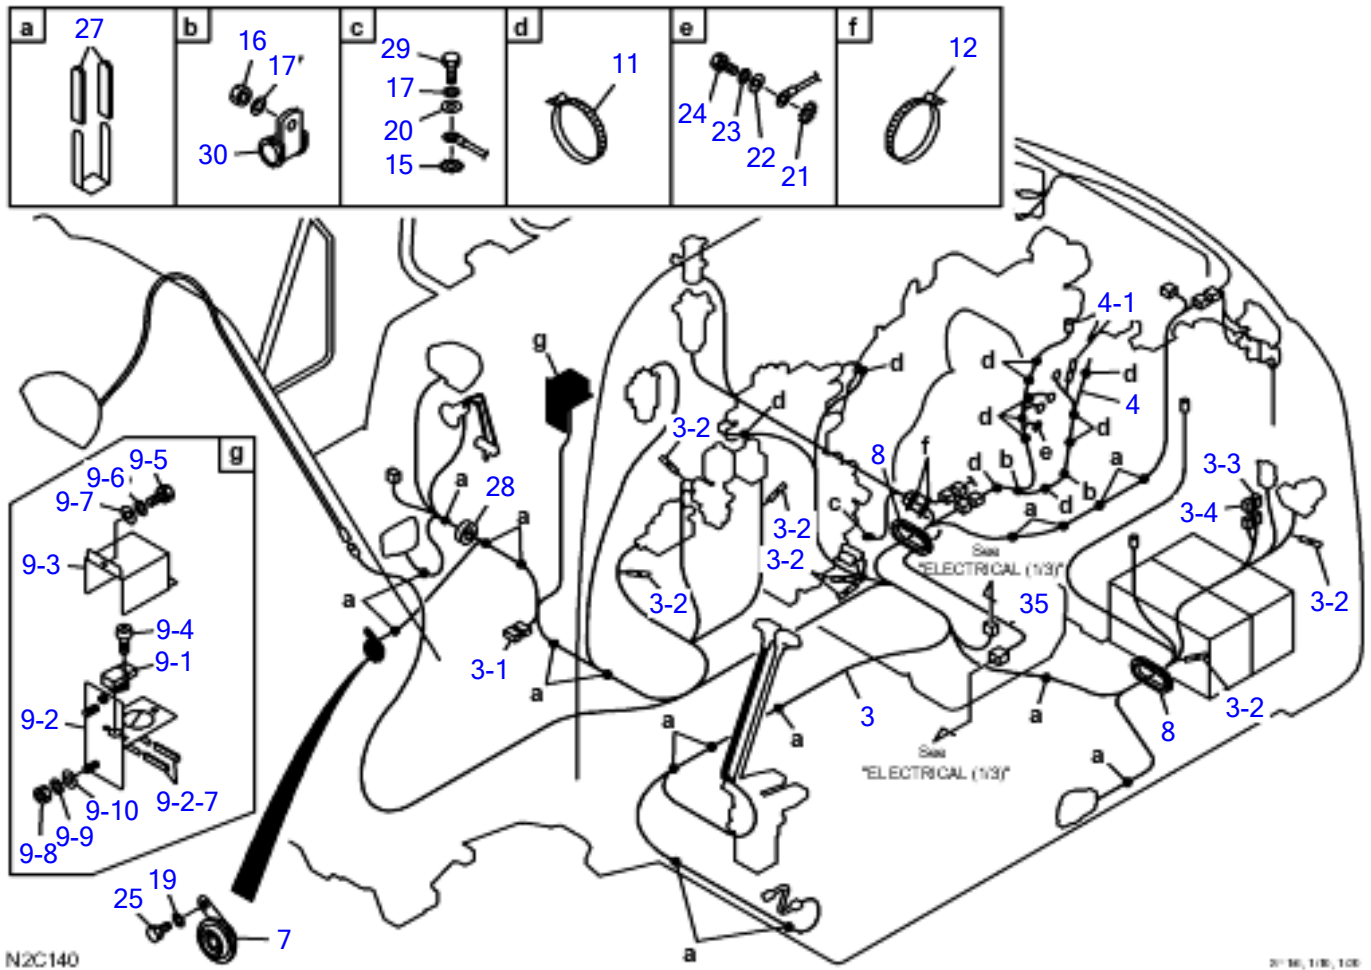 a 27
b 16 17 30
c 29 17 20 15
d 11
e 24 23 22 21
f 12
4-1
g
d d
d
4
d
3-2
8
f
d
d
e
a
g
9-5
9-6
9-7
28
a
d b
3-3
3-4
9-3
a
c
3-2
a
d
b
See
"ELECTRICAL (1/3)"
3-2
3-2
3-2
35
a
9-4
9-1
3-1
9-2
a
3
a
a
8
3-2
a
a
See
"ELECTRICAL (1/3)"
9-2-7
9-10
9-9
9-8
19
25
7
a
N2C140